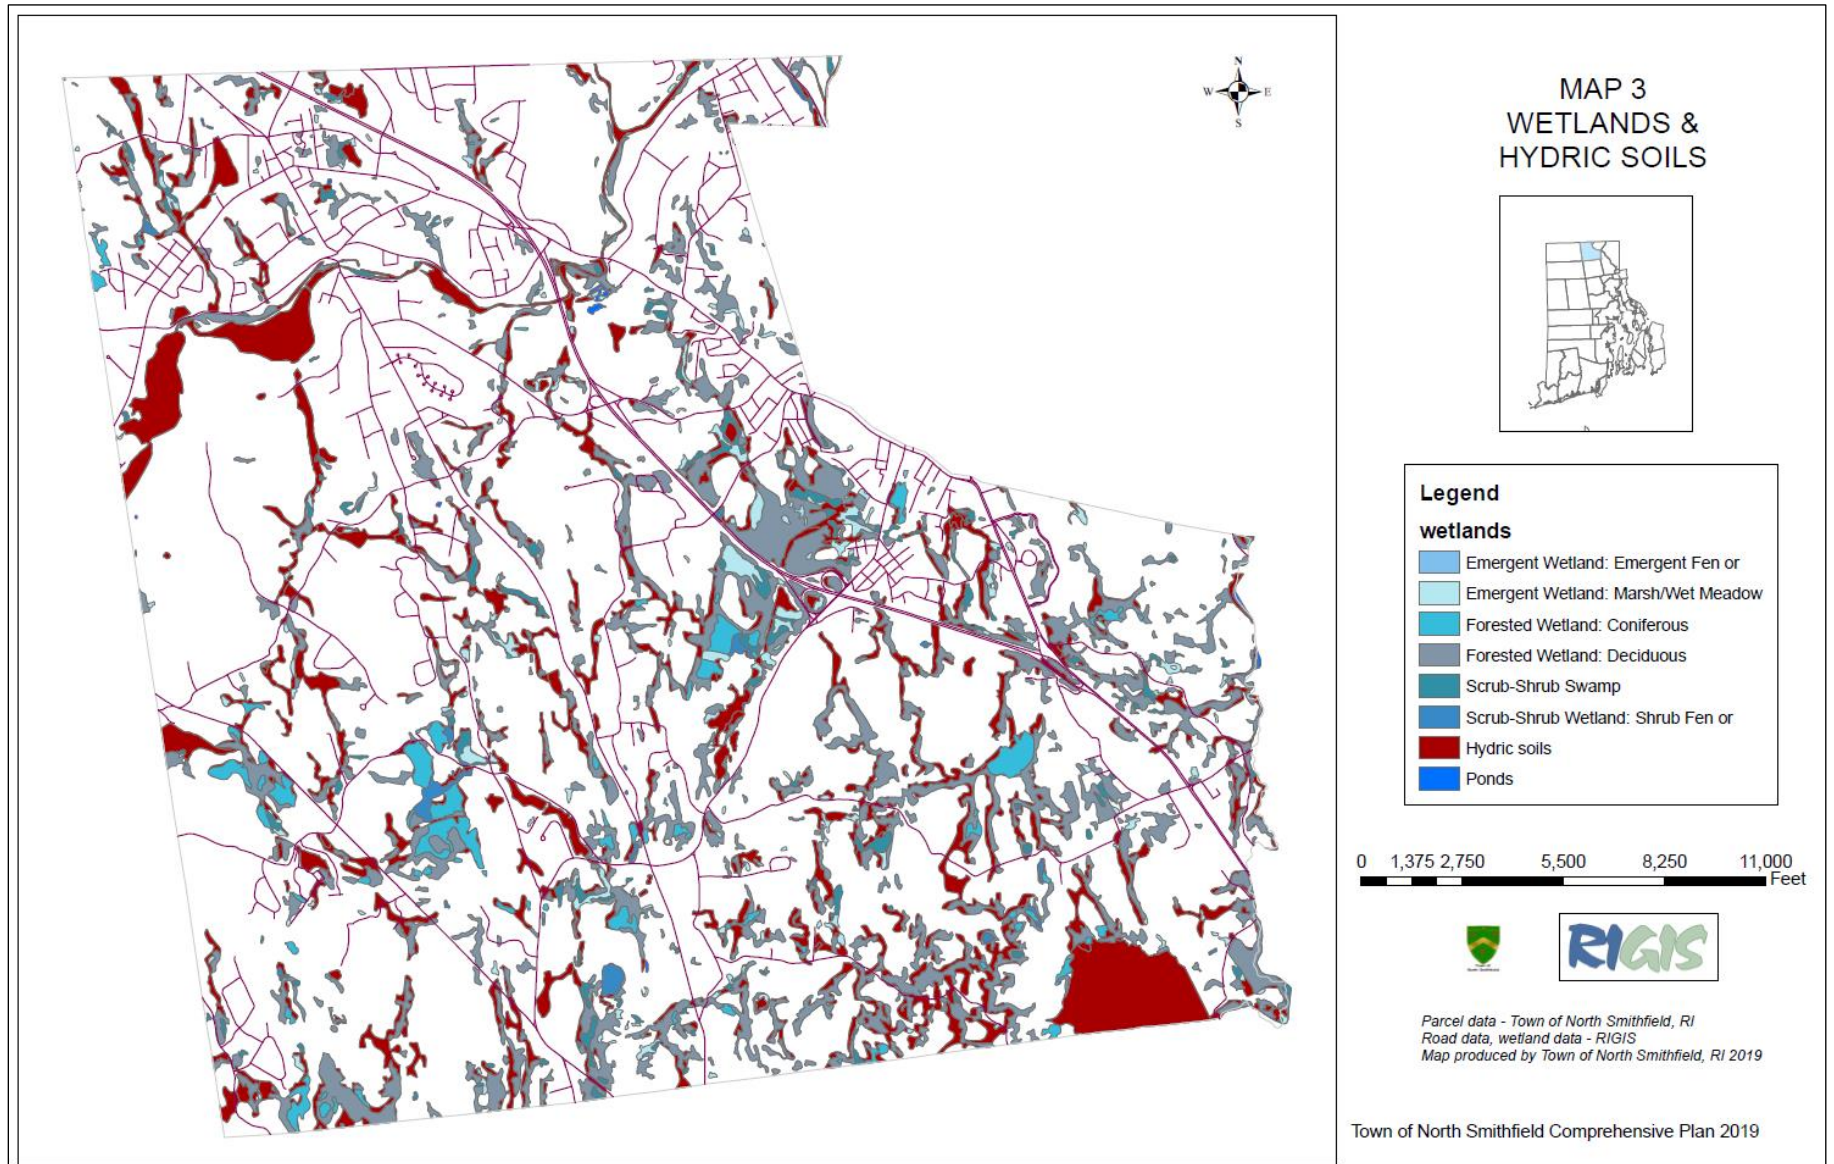 MAP 3
WETLANDS &
HYDRIC SOILS
N
W E
S
Legend
wetlands
Emergent Wetland: Emergent Fen or
Emergent Wetland: Marsh/Wet Meadow
Forested Wetland: Coniferous
Forested Wetland: Deciduous
Scrub-Shrub Swamp
Scrub-Shrub Wetland: Shrub Fen or
Hydric soils
Ponds
0 1,375 2,750 5,500 8,250 11,000
Feet
Town of
North Smithfield
RIGIS
Parcel data - Town of North Smithfield, RI
Road data, wetland data - RIGIS
Map produced by Town of North Smithfield, RI 2019
Town of North Smithfield Comprehensive Plan 2019